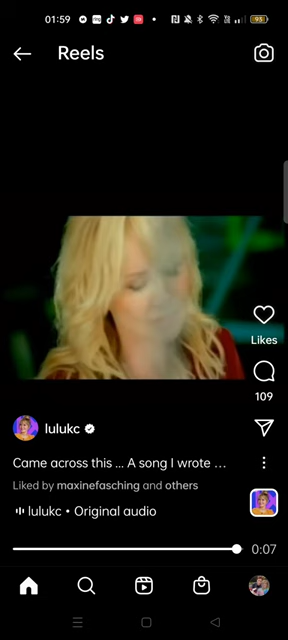 01:59
93
Reels
Likes
109
lulukc
Came across this ... A song I wrote ...
Liked by maxinefasching and others
lulukc • Original audio
0:07